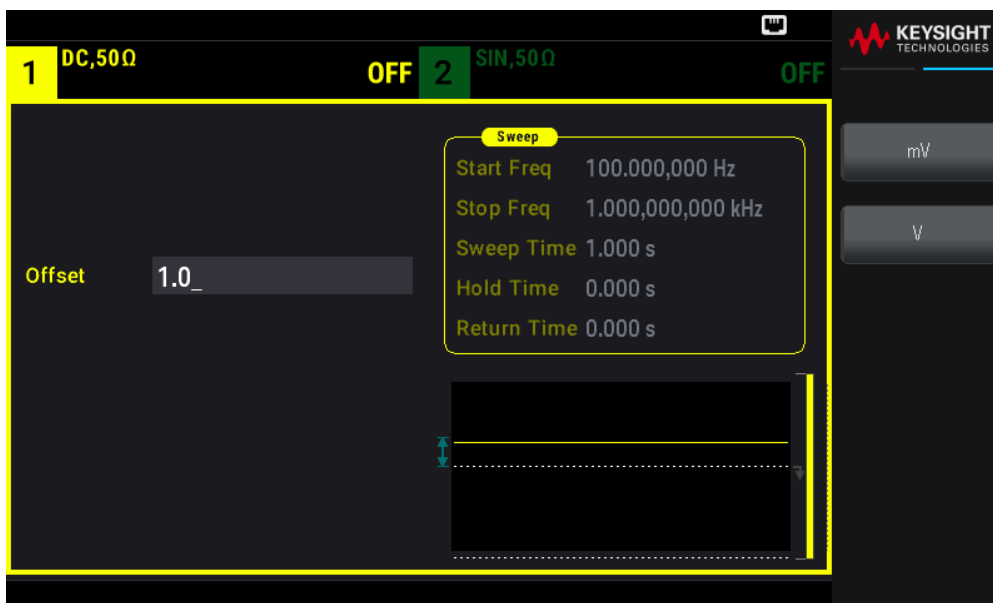 KEYSIGHT
TECHNOLOGIES
1 DC,50Ω OFF 2 SIN,50Ω OFF
Sweep
Start Freq 100.000,000 Hz
Stop Freq 1.000,000,000 kHz
Sweep Time 1.000 s
Hold Time 0.000 s
Return Time 0.000 s
Offset 1.0_
mV
V